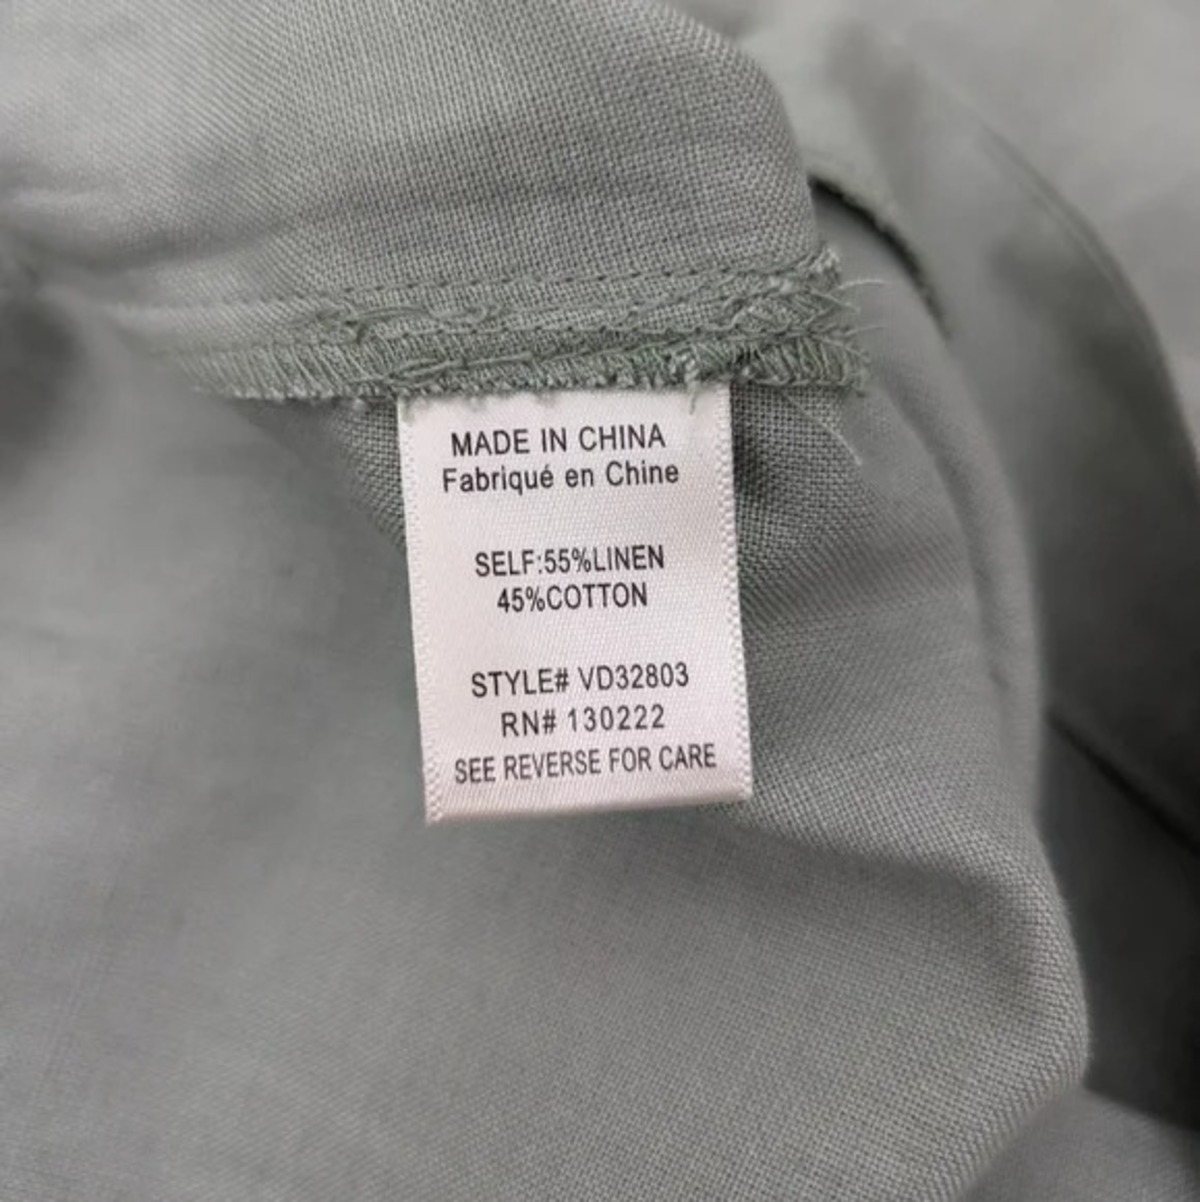 MADE IN CHINA
Fabriqué en Chine
SELF:55%LINEN
45%COTTON
STYLE# VD32803
RN# 130222
SEE REVERSE FOR CARE